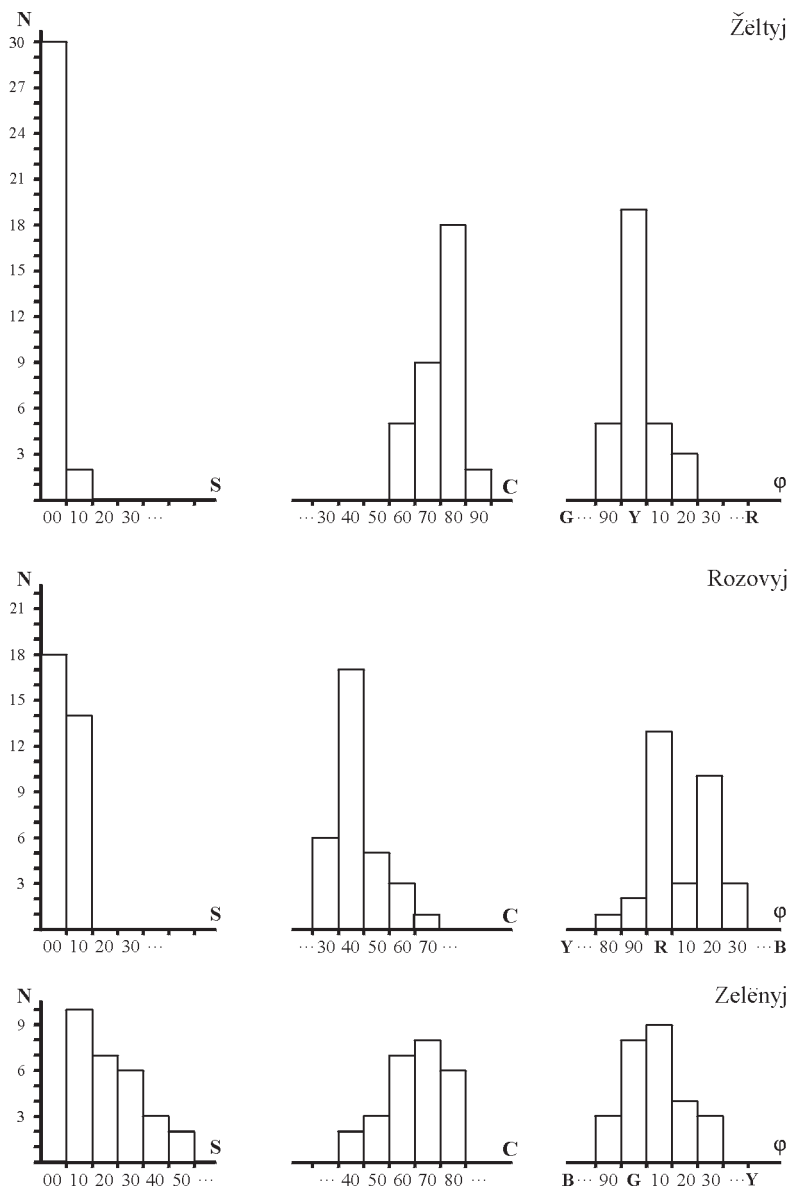 N
Žёltyj
30
27
24
21
18
15
12
9
6
3
S
C
φ
00 10 20 30 ···
··· 30 40 50 60 70 80 90
G ··· 90 Y 10 20 30 ··· R
N
Rozovyj
21
18
15
12
9
6
3
S
C
φ
00 10 20 30 ···
··· 30 40 50 60 70 ···
Y ··· 80 90 R 10 20 30 ··· B
N
Zelёnyj
9
6
3
S
C
φ
00 10 20 30 40 50 ···
··· 40 50 60 70 80 ···
B ··· 90 G 10 20 30 ··· Y